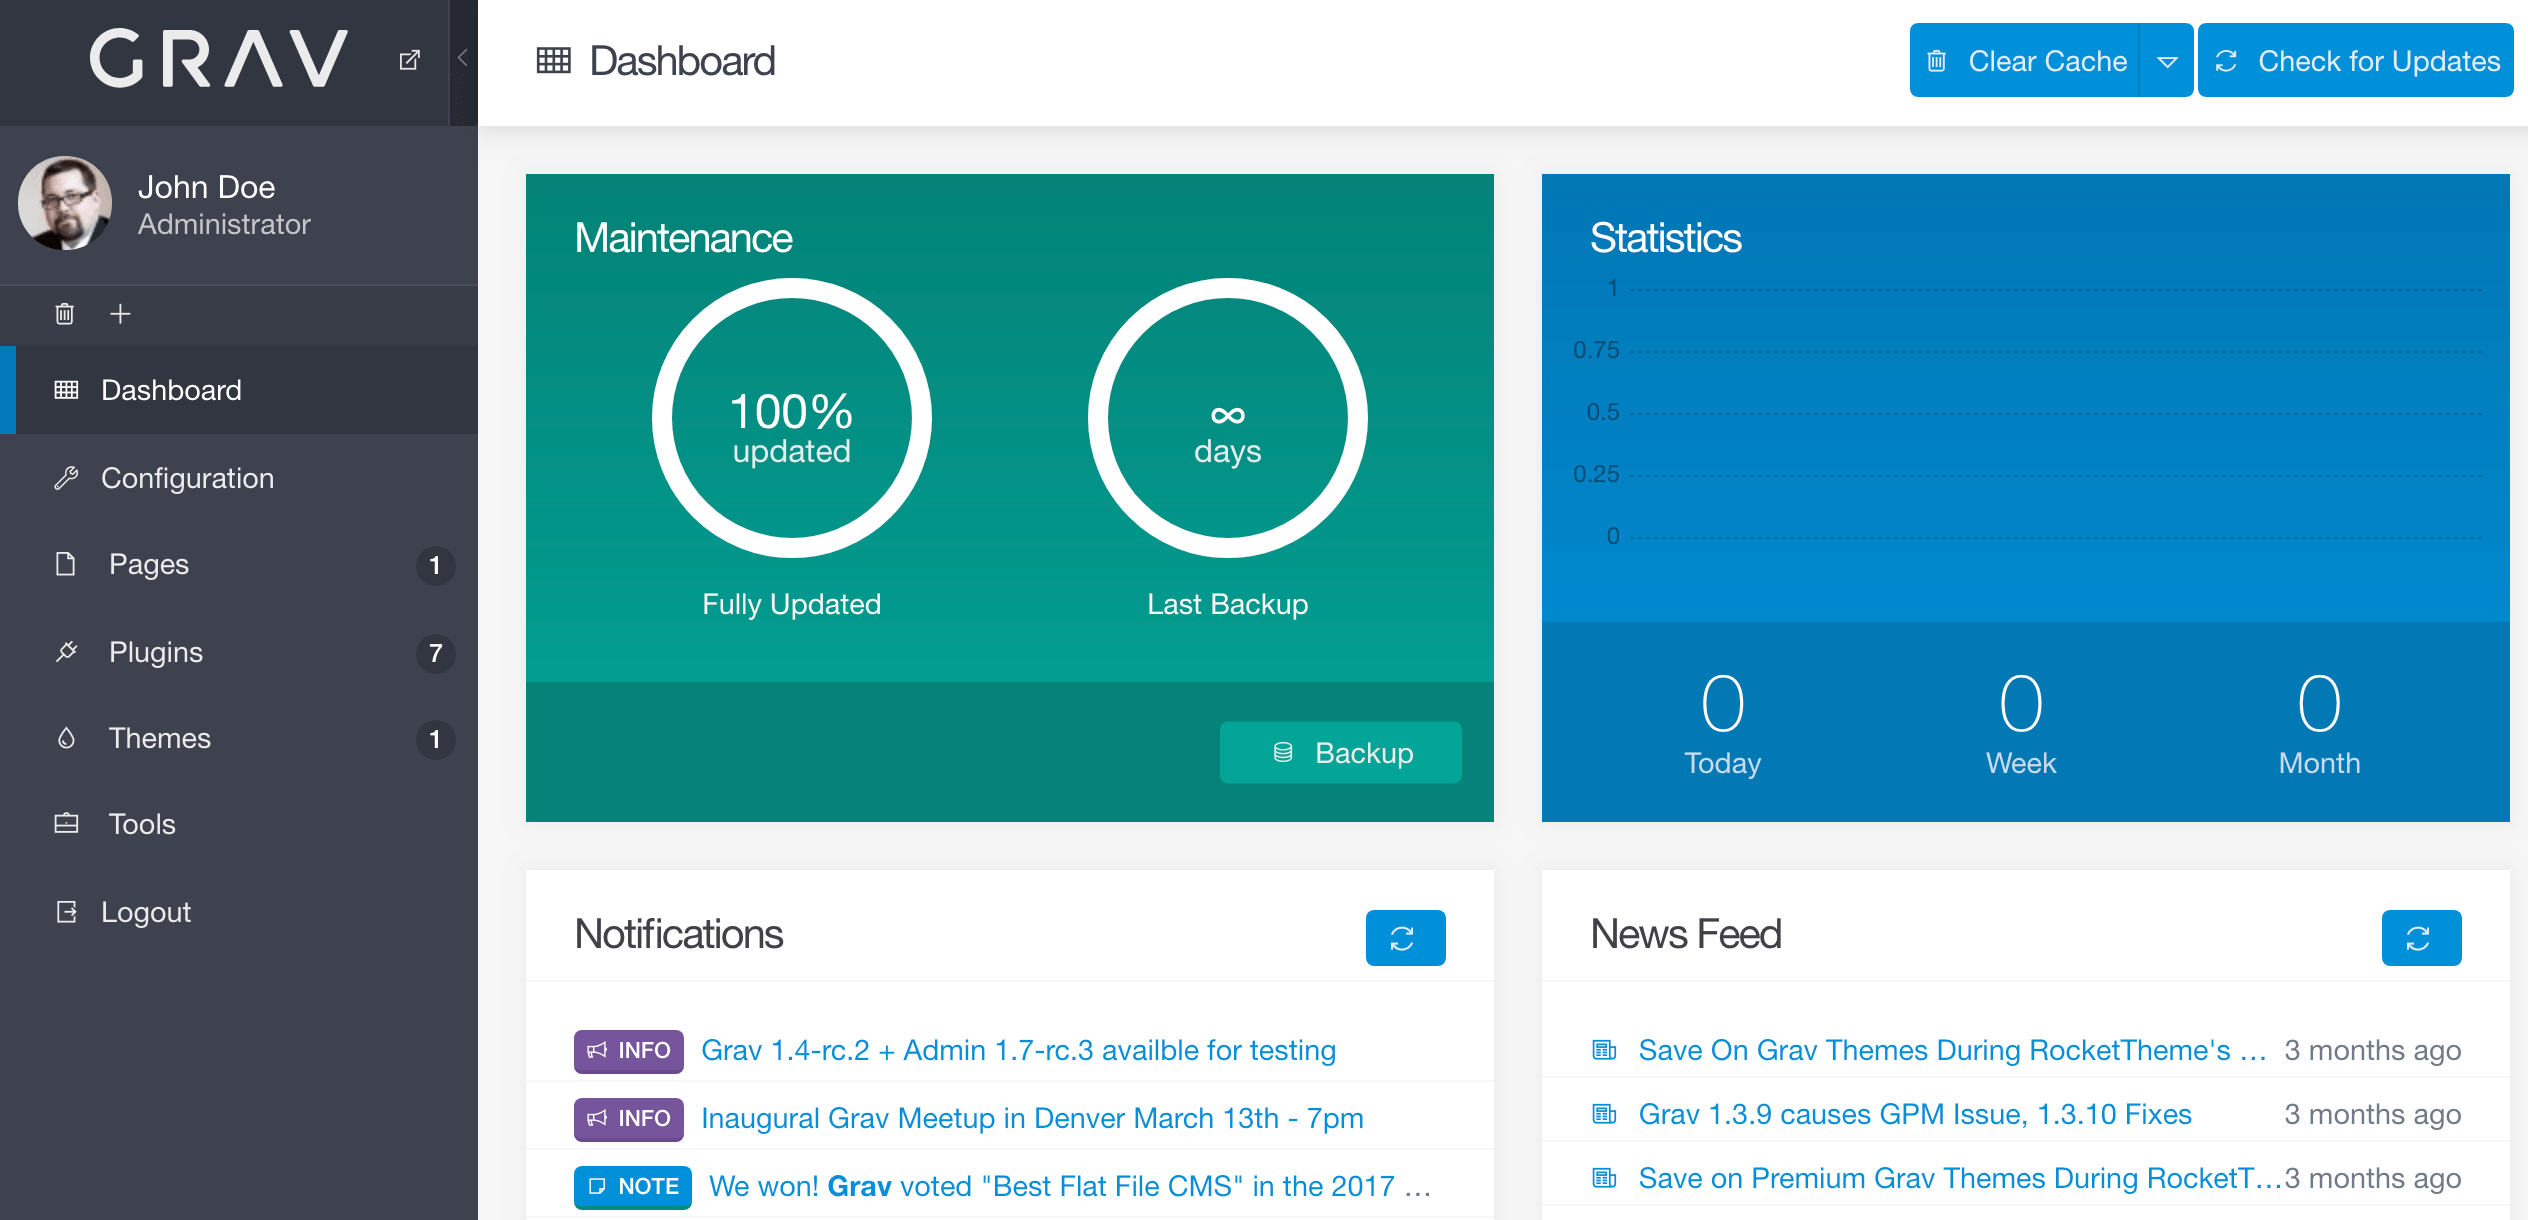 GRAV
John Doe
Administrator
Dashboard
Configuration
Pages 1
Plugins 7
Themes 1
Tools
Logout
Dashboard
Clear Cache
Check for Updates
Maintenance
100%
updated
Fully Updated
∞
days
Last Backup
Backup
Statistics
1
0.75
0.5
0.25
0
0
Today
0
Week
0
Month
Notifications
INFO Grav 1.4-rc.2 + Admin 1.7-rc.3 availble for testing
INFO Inaugural Grav Meetup in Denver March 13th - 7pm
NOTE We won! Grav voted "Best Flat File CMS" in the 2017 ...
News Feed
Save On Grav Themes During RocketTheme's ... 3 months ago
Grav 1.3.9 causes GPM Issue, 1.3.10 Fixes 3 months ago
Save on Premium Grav Themes During RocketT... 3 months ago